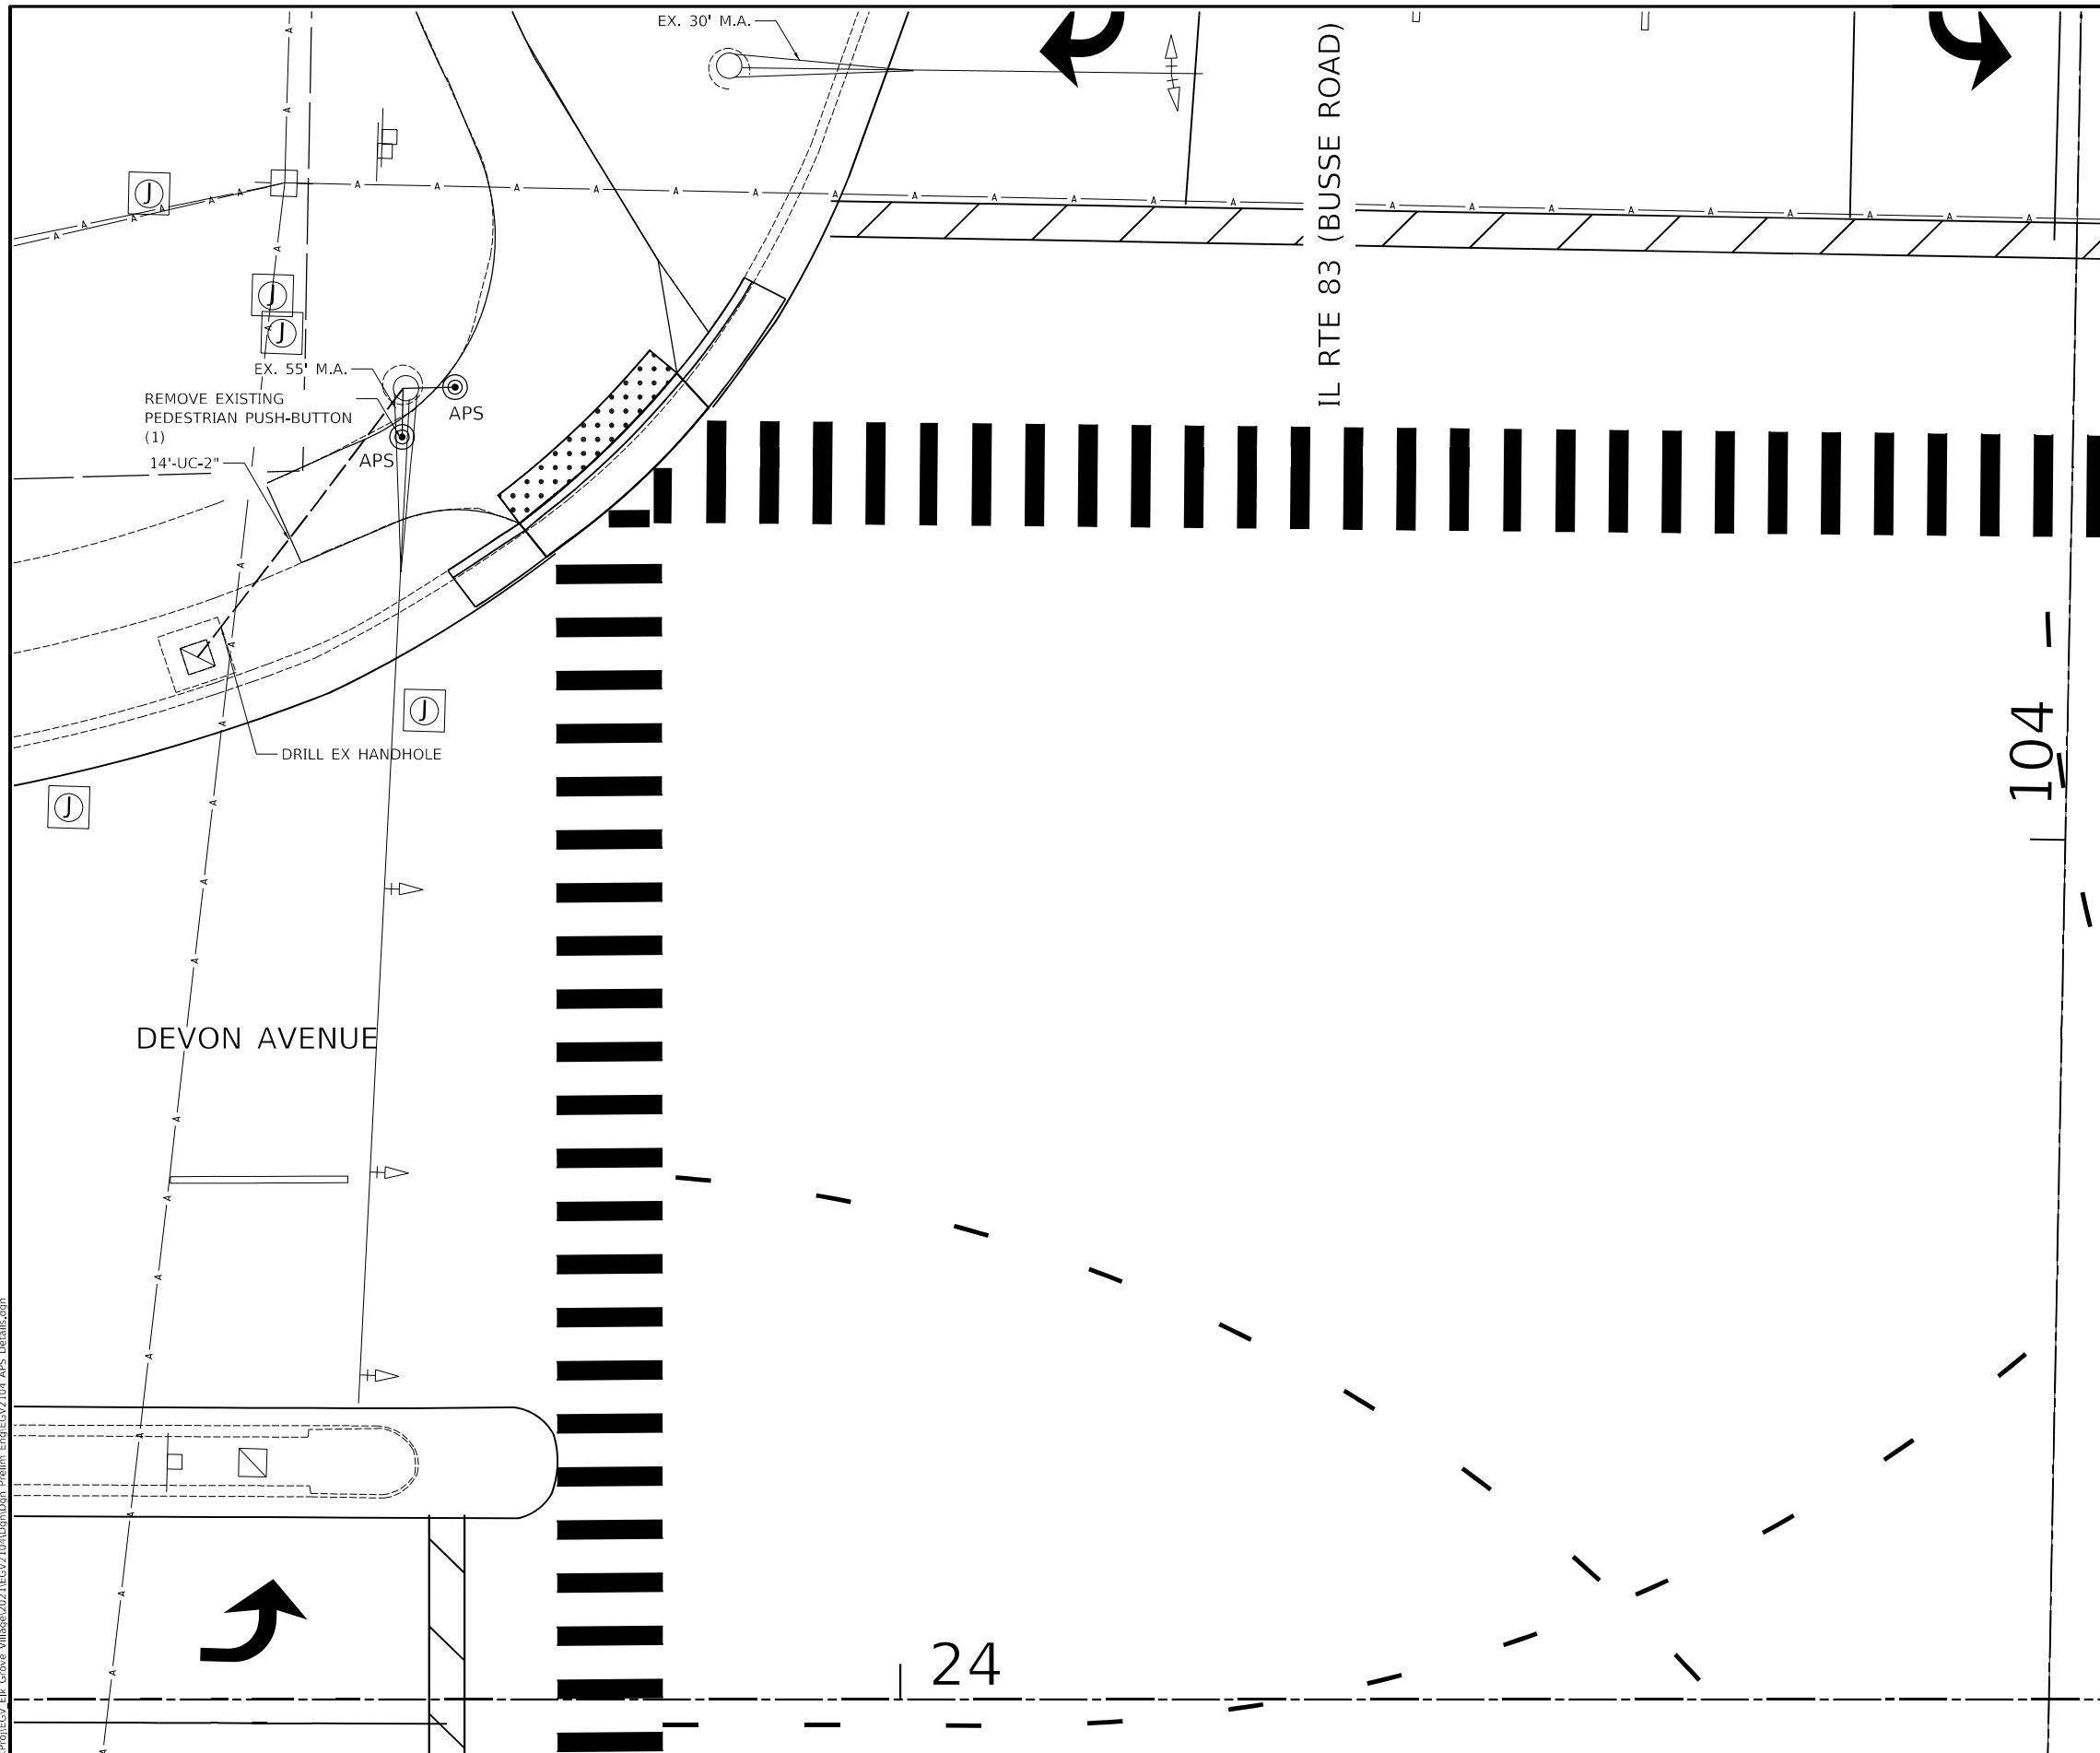 EX. 30' M.A.
IL RTE 83 (BUSSE ROAD)
J
J
J
EX. 55' M.A.
REMOVE EXISTING
PEDESTRIAN PUSH-BUTTON
(1)
APS
APS
14'-UC-2"
J
DRILL EX HANDHOLE
J
104
DEVON AVENUE
24
A A A A A A A A A A A A A A A A A A A A A